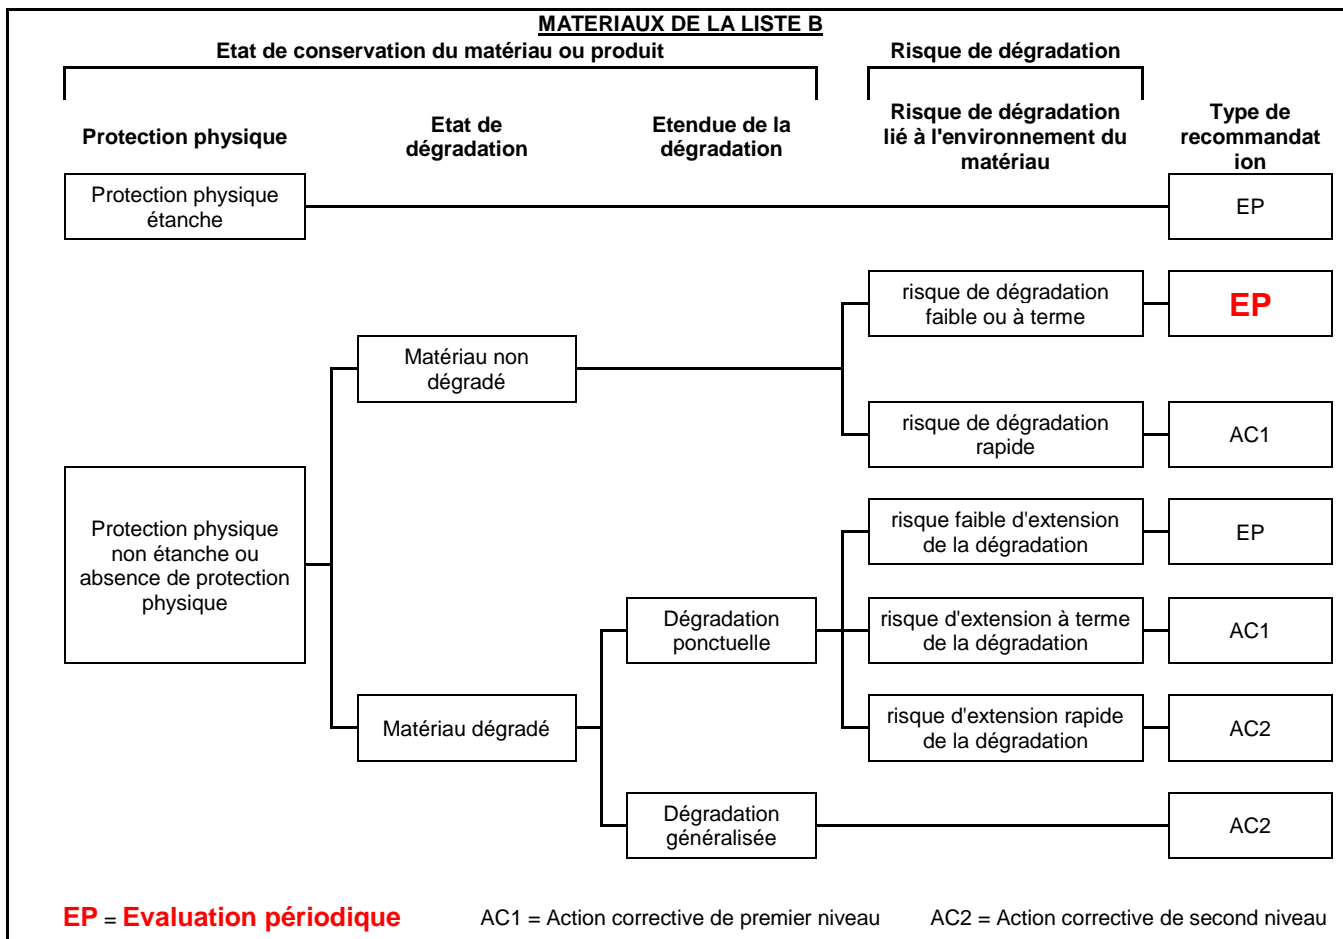 MATERIAUX DE LA LISTE B
Etat de conservation du matériau ou produit
Risque de dégradation
Protection physique
Etat de
dégradation
Etendue de la
dégradation
Risque de dégradation
lié à l'environnement du
matériau
Type de
recommandat
ion
Protection physique
étanche
EP
risque de dégradation
faible ou à terme
EP
Matériau non
dégradé
risque de dégradation
rapide
AC1
Protection physique
non étanche ou
absence de protection
physique
risque faible d'extension
de la dégradation
EP
Dégradation
ponctuelle
risque d'extension à terme
de la dégradation
AC1
Matériau dégradé
risque d'extension rapide
de la dégradation
AC2
Dégradation
généralisée
AC2
EP = Evaluation périodique
AC1 = Action corrective de premier niveau
AC2 = Action corrective de second niveau